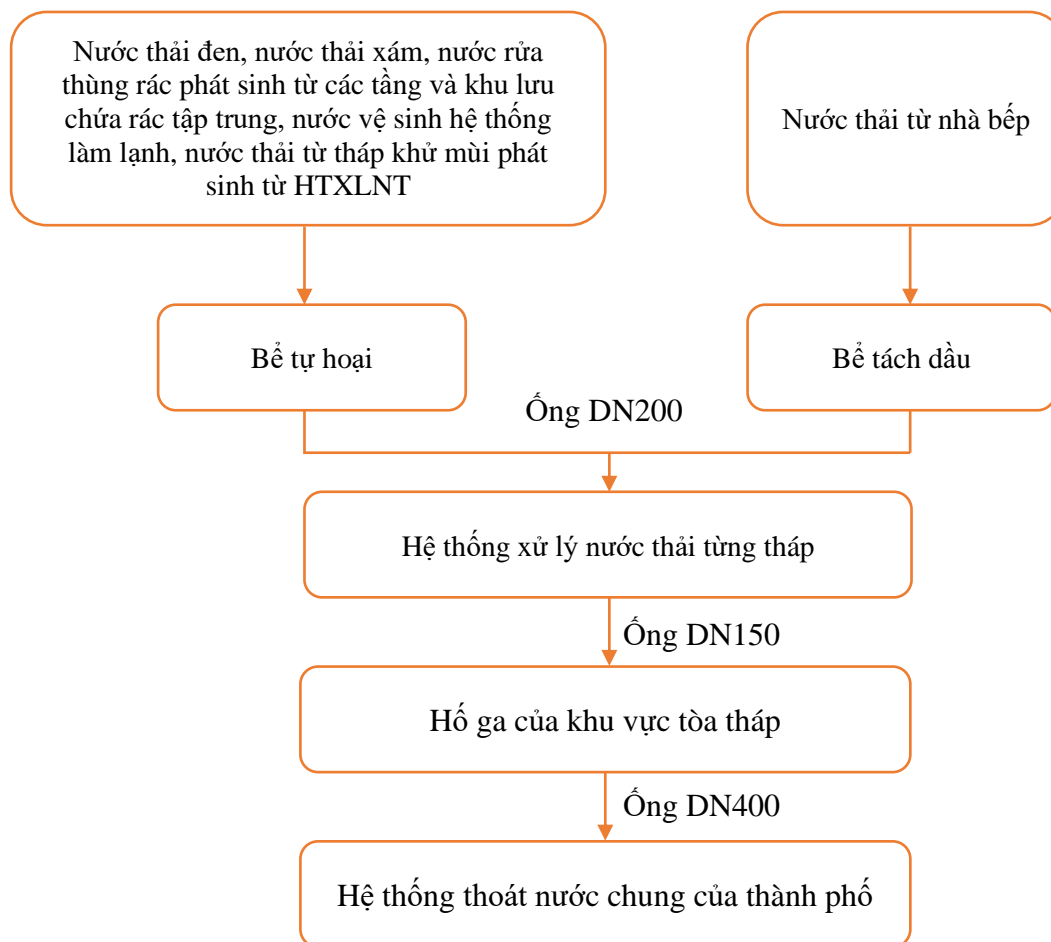 Nước thải đen, nước thải xám, nước rửa
thùng rác phát sinh từ các tầng và khu lưu
chứa rác tập trung, nước vệ sinh hệ thống
làm lạnh, nước thải từ tháp khử mùi phát
sinh từ HTXLNT
Nước thải từ nhà bếp
Bể tự hoại
Bể tách dầu
Ống DN200
Hệ thống xử lý nước thải từng tháp
Ống DN150
Hố ga của khu vực tòa tháp
Ống DN400
Hệ thống thoát nước chung của thành phố